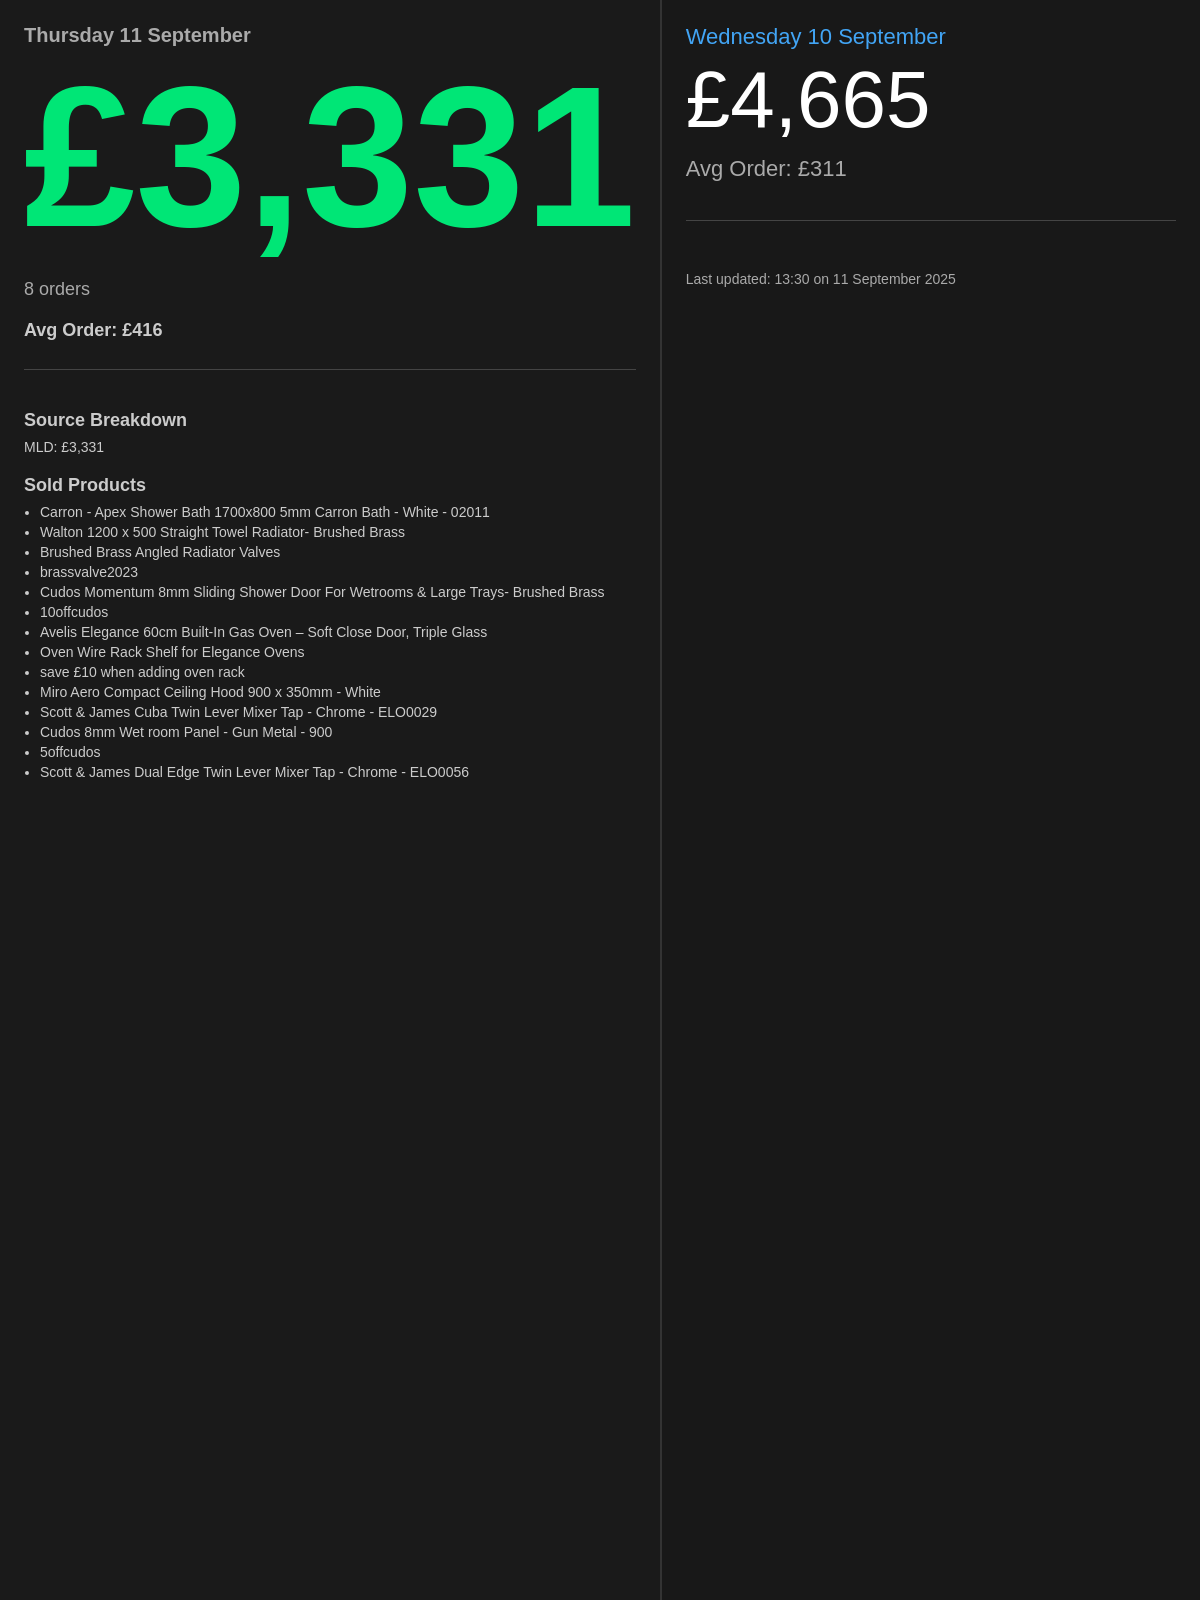 Thursday 11 September
£3,331
8 orders
Avg Order: £416
Source Breakdown
MLD: £3,331
Sold Products
• Carron - Apex Shower Bath 1700x800 5mm Carron Bath - White - 02011
• Walton 1200 x 500 Straight Towel Radiator- Brushed Brass
• Brushed Brass Angled Radiator Valves
• brassvalve2023
• Cudos Momentum 8mm Sliding Shower Door For Wetrooms & Large Trays- Brushed Brass
• 10offcudos
• Avelis Elegance 60cm Built-In Gas Oven – Soft Close Door, Triple Glass
• Oven Wire Rack Shelf for Elegance Ovens
• save £10 when adding oven rack
• Miro Aero Compact Ceiling Hood 900 x 350mm - White
• Scott & James Cuba Twin Lever Mixer Tap - Chrome - ELO0029
• Cudos 8mm Wet room Panel - Gun Metal - 900
• 5offcudos
• Scott & James Dual Edge Twin Lever Mixer Tap - Chrome - ELO0056
Wednesday 10 September
£4,665
Avg Order: £311
Last updated: 13:30 on 11 September 2025